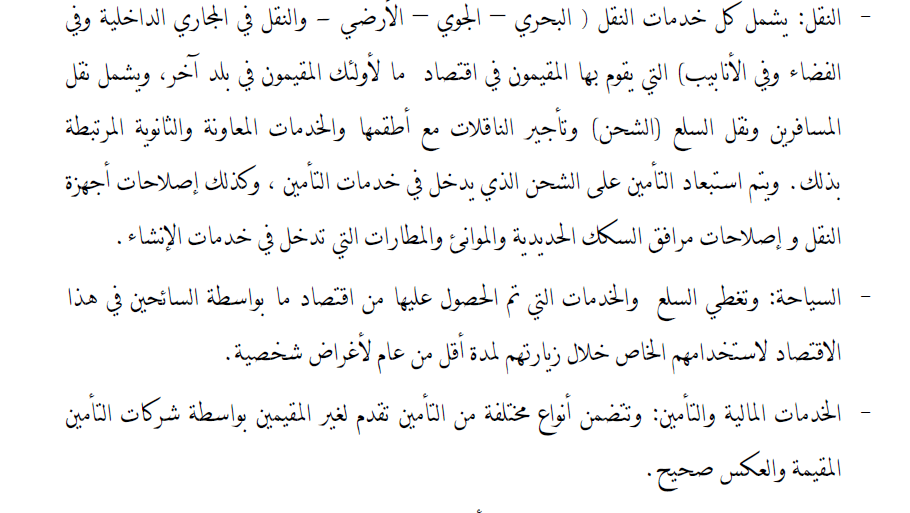 - النقل: يشمل كل خدمات النقل ( البحري – الجوي – الأرضي – والنقل في المجاري الداخلية وفي
الفضاء وفي الأنابيب) التي يقوم بها المقيمون في اقتصاد ما لأولئك المقيمون في بلد آخر، ويشمل نقل
المسافرين ونقل السلع (الشحن) وتأجير الناقلات مع أطقمها والخدمات المعاونة والثانوية المرتبطة
بذلك. ويتم استبعاد التأمين على الشحن الذي يدخل في خدمات التأمين ، وكذلك إصلاحات أجهزة
النقل و إصلاحات مرافق السكك الحديدية والموانئ والمطارات التي تدخل في خدمات الإنشاء .
- السياحة: وتغطي السلع والخدمات التي تم الحصول عليها من اقتصاد ما بواسطة السائحين في هذا
الاقتصاد لاستخدامهم الخاص خلال زيارتهم لمدة أقل من عام لأغراض شخصية.
- الخدمات المالية والتأمين: وتتضمن أنواع مختلفة من التأمين تقدم لغير المقيمين بواسطة شركات التأمين
المقيمة والعكس صحيح.